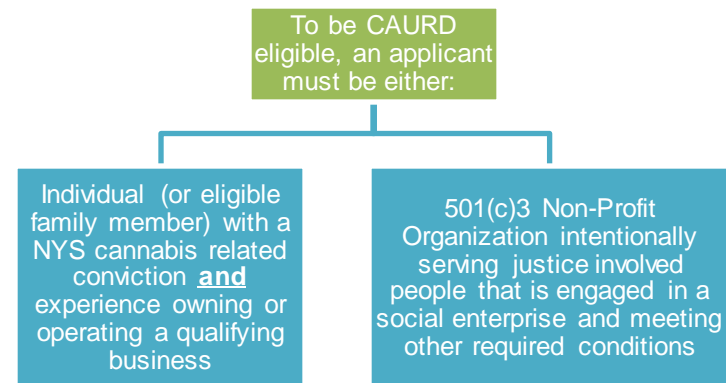 To be CAURD
eligible, an applicant
must be either:
Individual (or eligible
family member) with a
NYS cannabis related
conviction and
experience owning or
operating a qualifying
business
501(c)3 Non-Profit
Organization intentionally
serving justice involved
people that is engaged in a
social enterprise and meeting
other required conditions